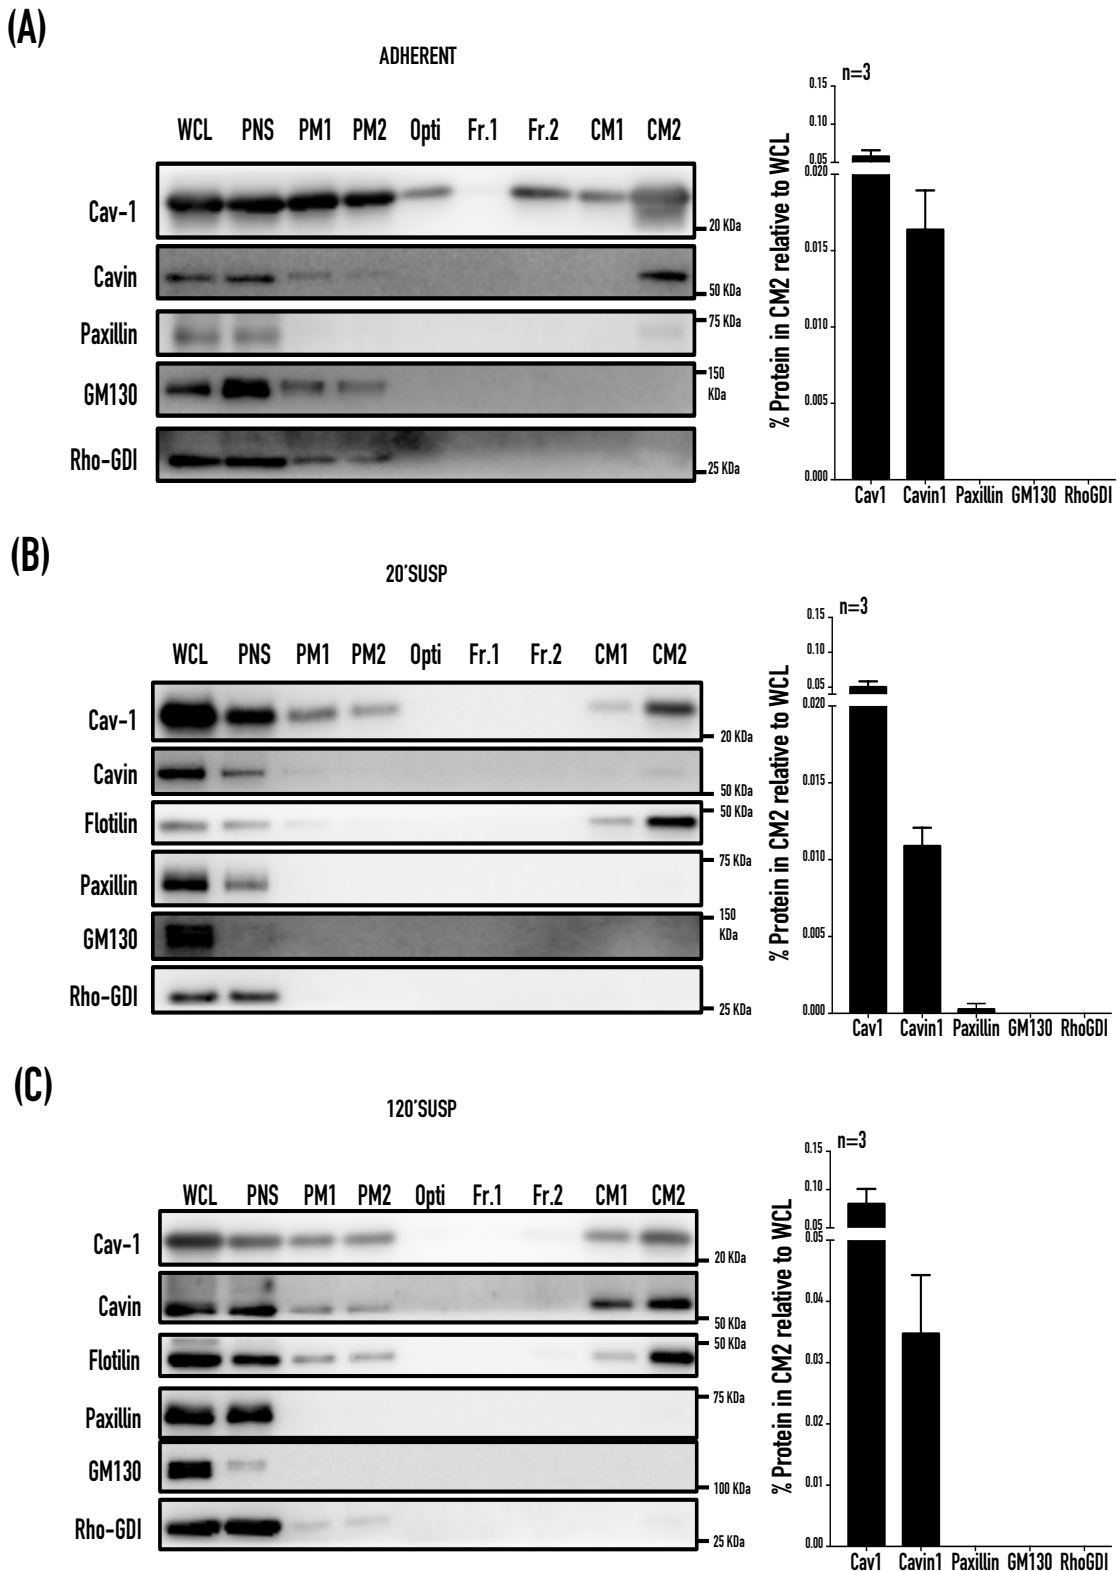 (A)
ADHERENT
WCL PNS PM1 PM2 Opti Fr.1 Fr.2 CM1 CM2
Cav-1
20 KDa
Cavin
50 KDa
Paxillin
75 KDa
GM130
150
KDa
Rho-GDI
25 KDa
n=3
% Protein in CM2 relative to WCL
0.15
0.10
0.05
0.020
0.015
0.010
0.005
0.000
Cav1 Cavin1 Paxillin GM130 RhoGDI
(B)
20'SUSP
WCL PNS PM1 PM2 Opti Fr.1 Fr.2 CM1 CM2
Cav-1
20 KDa
Cavin
50 KDa
Flotilin
50 KDa
Paxillin
75 KDa
GM130
150
KDa
Rho-GDI
25 KDa
n=3
% Protein in CM2 relative to WCL
0.15
0.10
0.05
0.020
0.015
0.010
0.005
0.000
Cav1 Cavin1 Paxillin GM130 RhoGDI
(C)
120'SUSP
WCL PNS PM1 PM2 Opti Fr.1 Fr.2 CM1 CM2
Cav-1
20 KDa
Cavin
50 KDa
Flotilin
50 KDa
Paxillin
75 KDa
GM130
100 KDa
Rho-GDI
25 KDa
n=3
% Protein in CM2 relative to WCL
0.15
0.10
0.05
0.05
0.04
0.03
0.02
0.01
0.00
Cav1 Cavin1 Paxillin GM130 RhoGDI